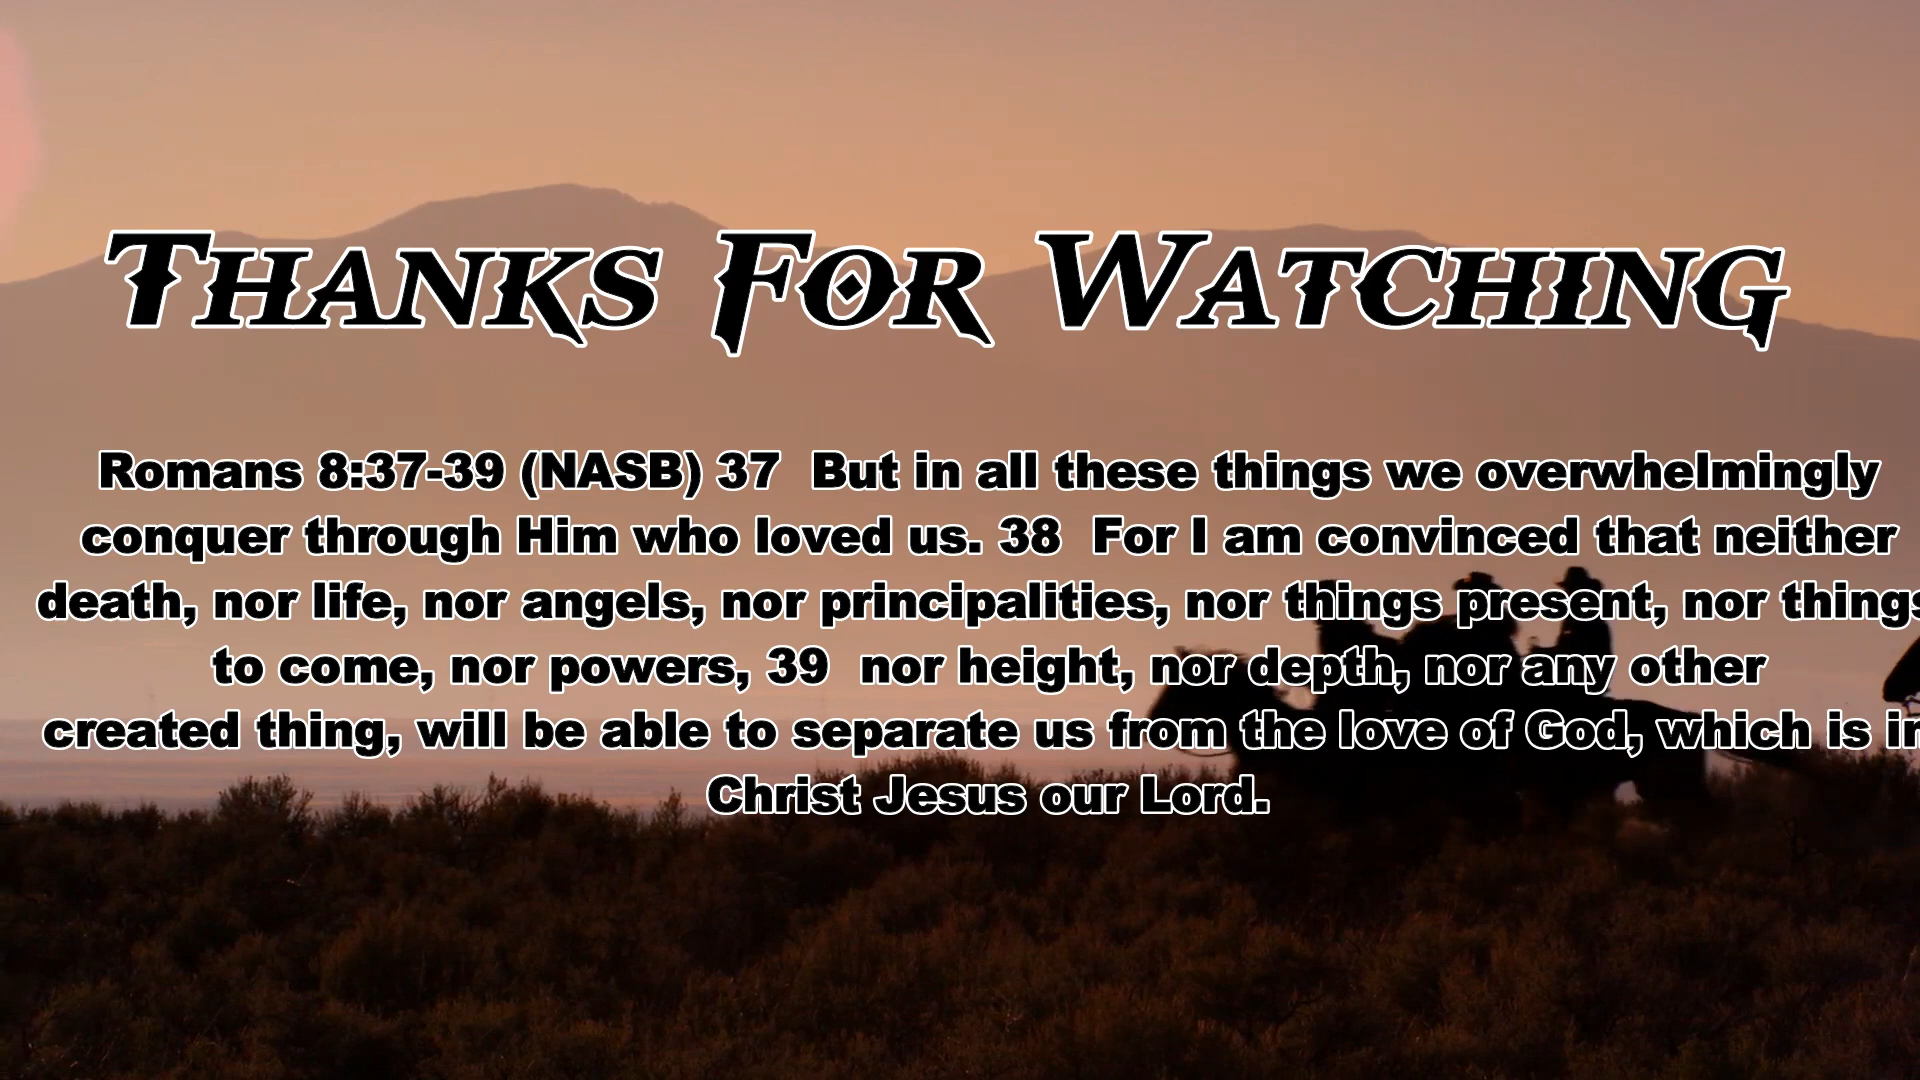 Thanks For Watching
Romans 8:37-39 (NASB) 37  But in all these things we overwhelmingly
conquer through Him who loved us. 38  For I am convinced that neither
death, nor life, nor angels, nor principalities, nor things present, nor things
to come, nor powers, 39  nor height, nor depth, nor any other
created thing, will be able to separate us from the love of God, which is in
Christ Jesus our Lord.